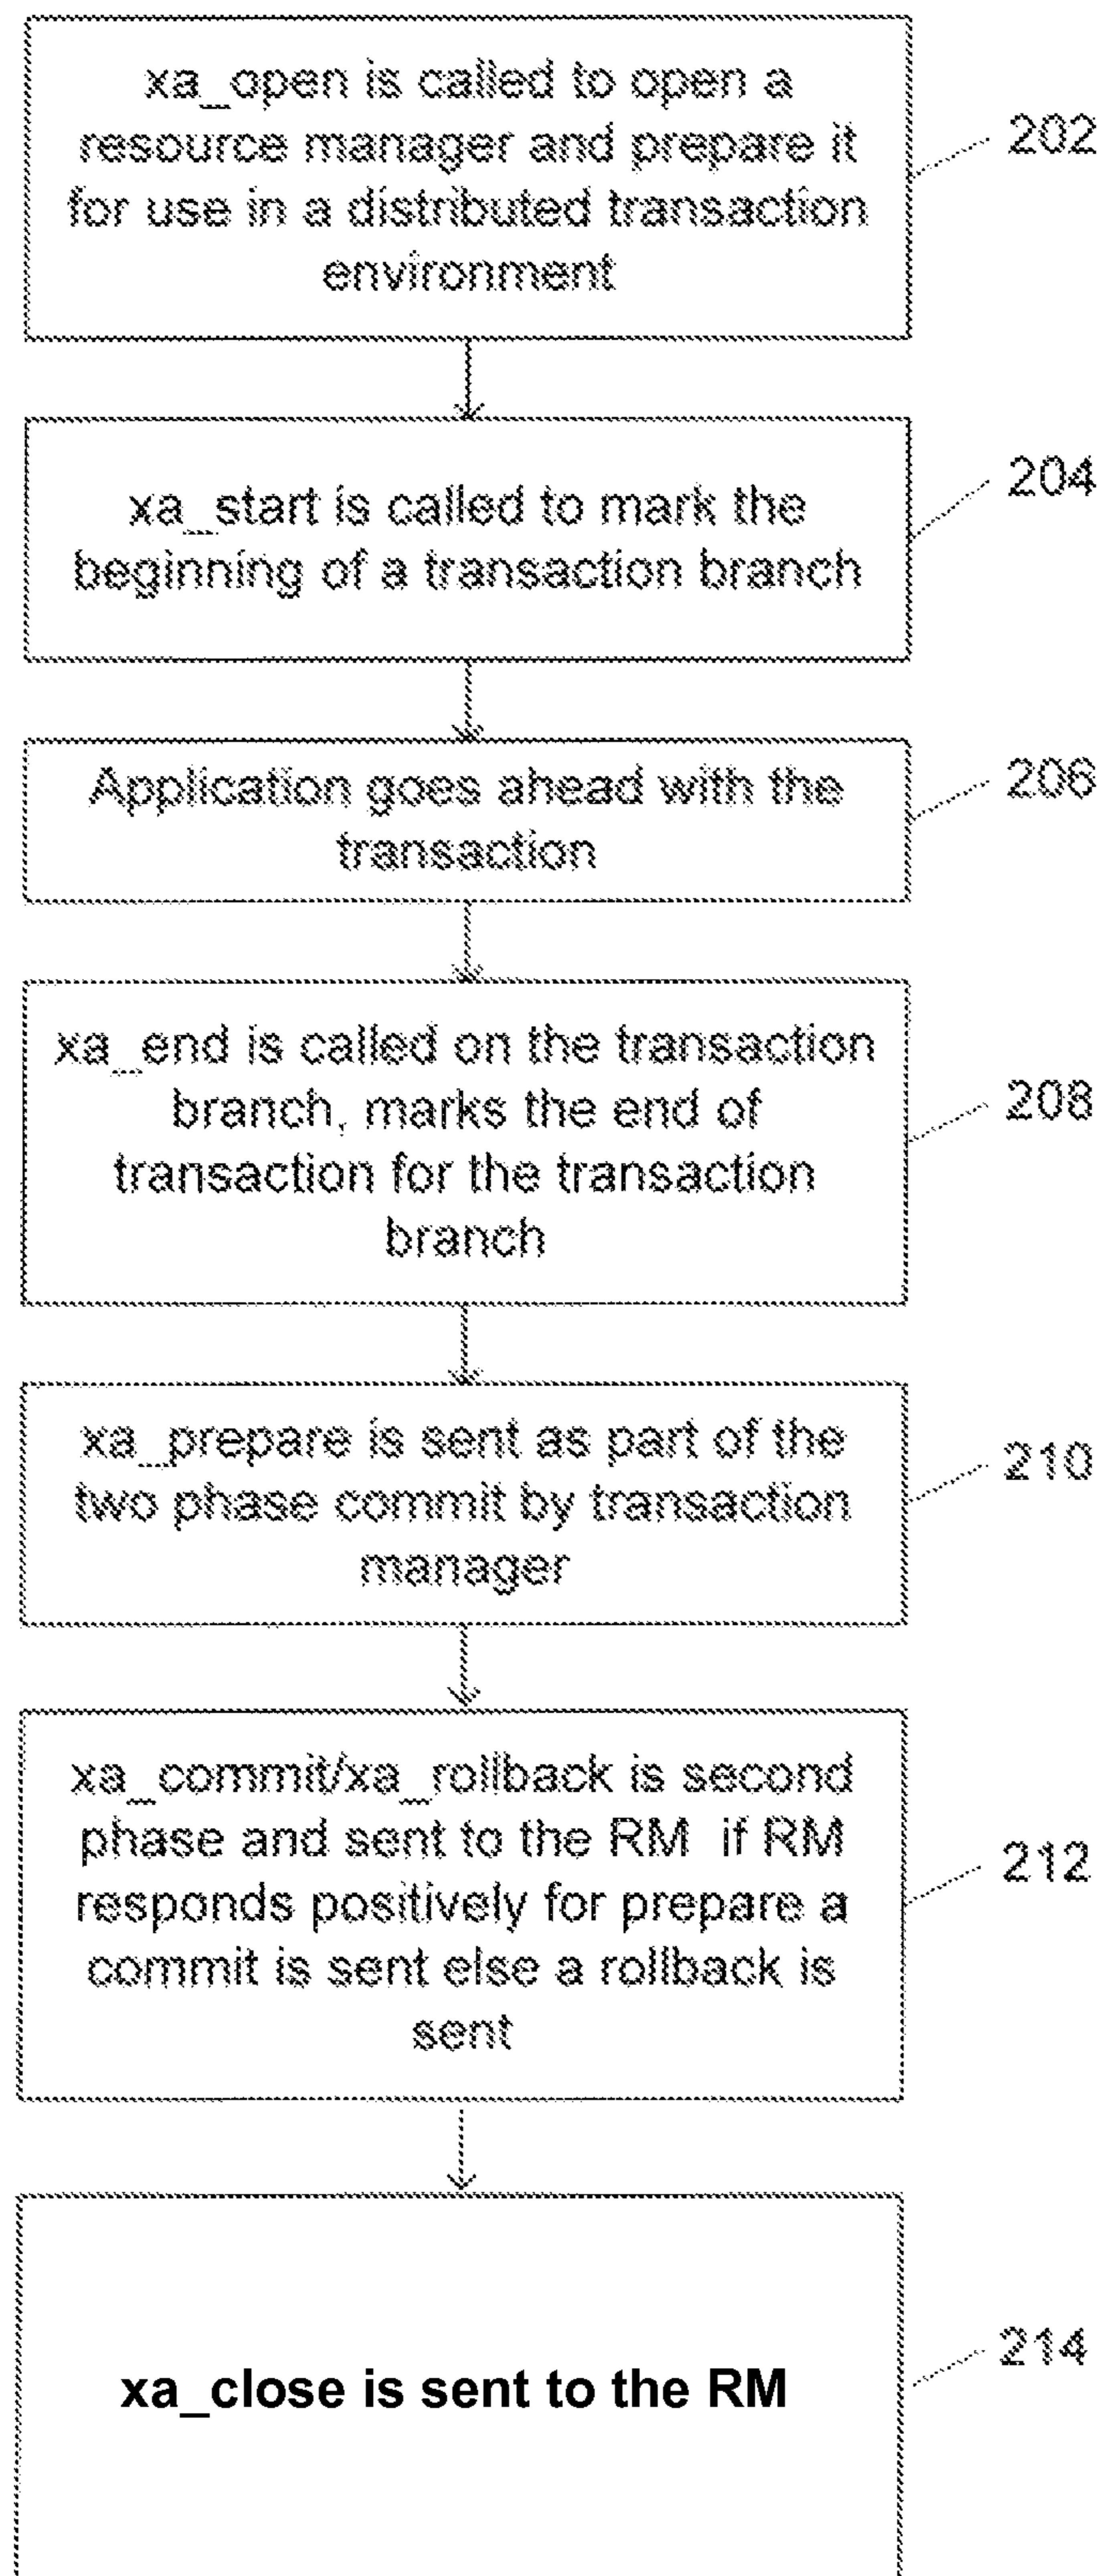 xa_open is called to open a
resource manager and prepare it
for use in a distributed transaction
environment
202
xa_start is called to mark the
beginning of a transaction branch
204
Application goes ahead with the
transaction
206
xa_end is called on the transaction
branch, marks the end of
transaction for the transaction
branch
208
xa_prepare is sent as part of the
two phase commit by transaction
manager
210
xa_commit/xa_rollback is second
phase and sent to the RM if RM
responds positively for prepare a
commit is sent else a rollback is
sent
212
xa_close is sent to the RM
214